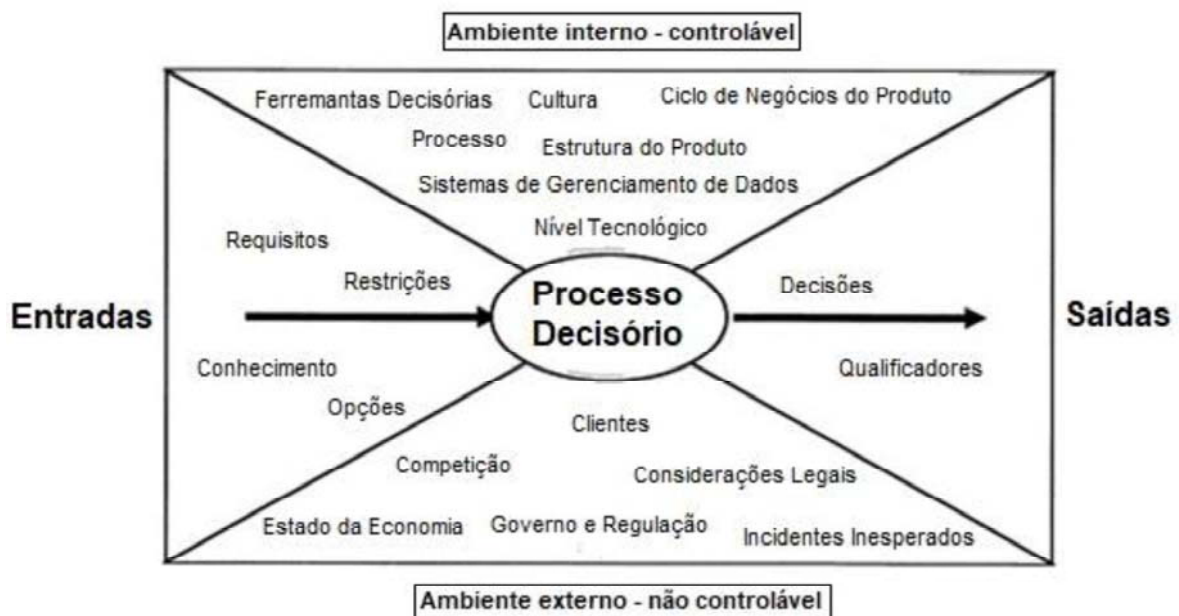 Ambiente interno - controlável
Ferremantas Decisórias
Cultura
Ciclo de Negócios do Produto
Processo
Estrutura do Produto
Sistemas de Gerenciamento de Dados
Nível Tecnológico
Requisitos
Restrições
Entradas
Conhecimento
Opções
Processo
Decisório
Decisões
Qualificadores
Saídas
Clientes
Competição
Considerações Legais
Estado da Economia
Governo e Regulação
Incidentes Inesperados
Ambiente externo - não controlável